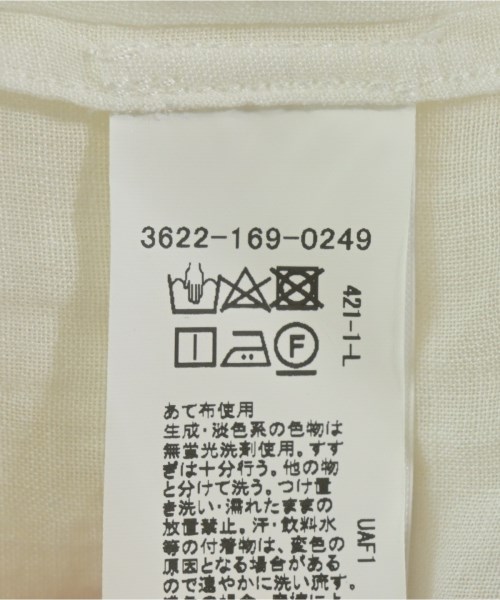 3622-169-0249
421-1-L
F
あて布使用
生成・淡色系の色物は
無蛍光洗剤使用。すす
ぎは十分行う。他の物
と分けて洗う。つけ置
き洗い・濡れたままの
放置禁止。汗・飲料水
等の付着物は、変色の
原因となる場合がある
ので速やかに洗い流す。
UAF1